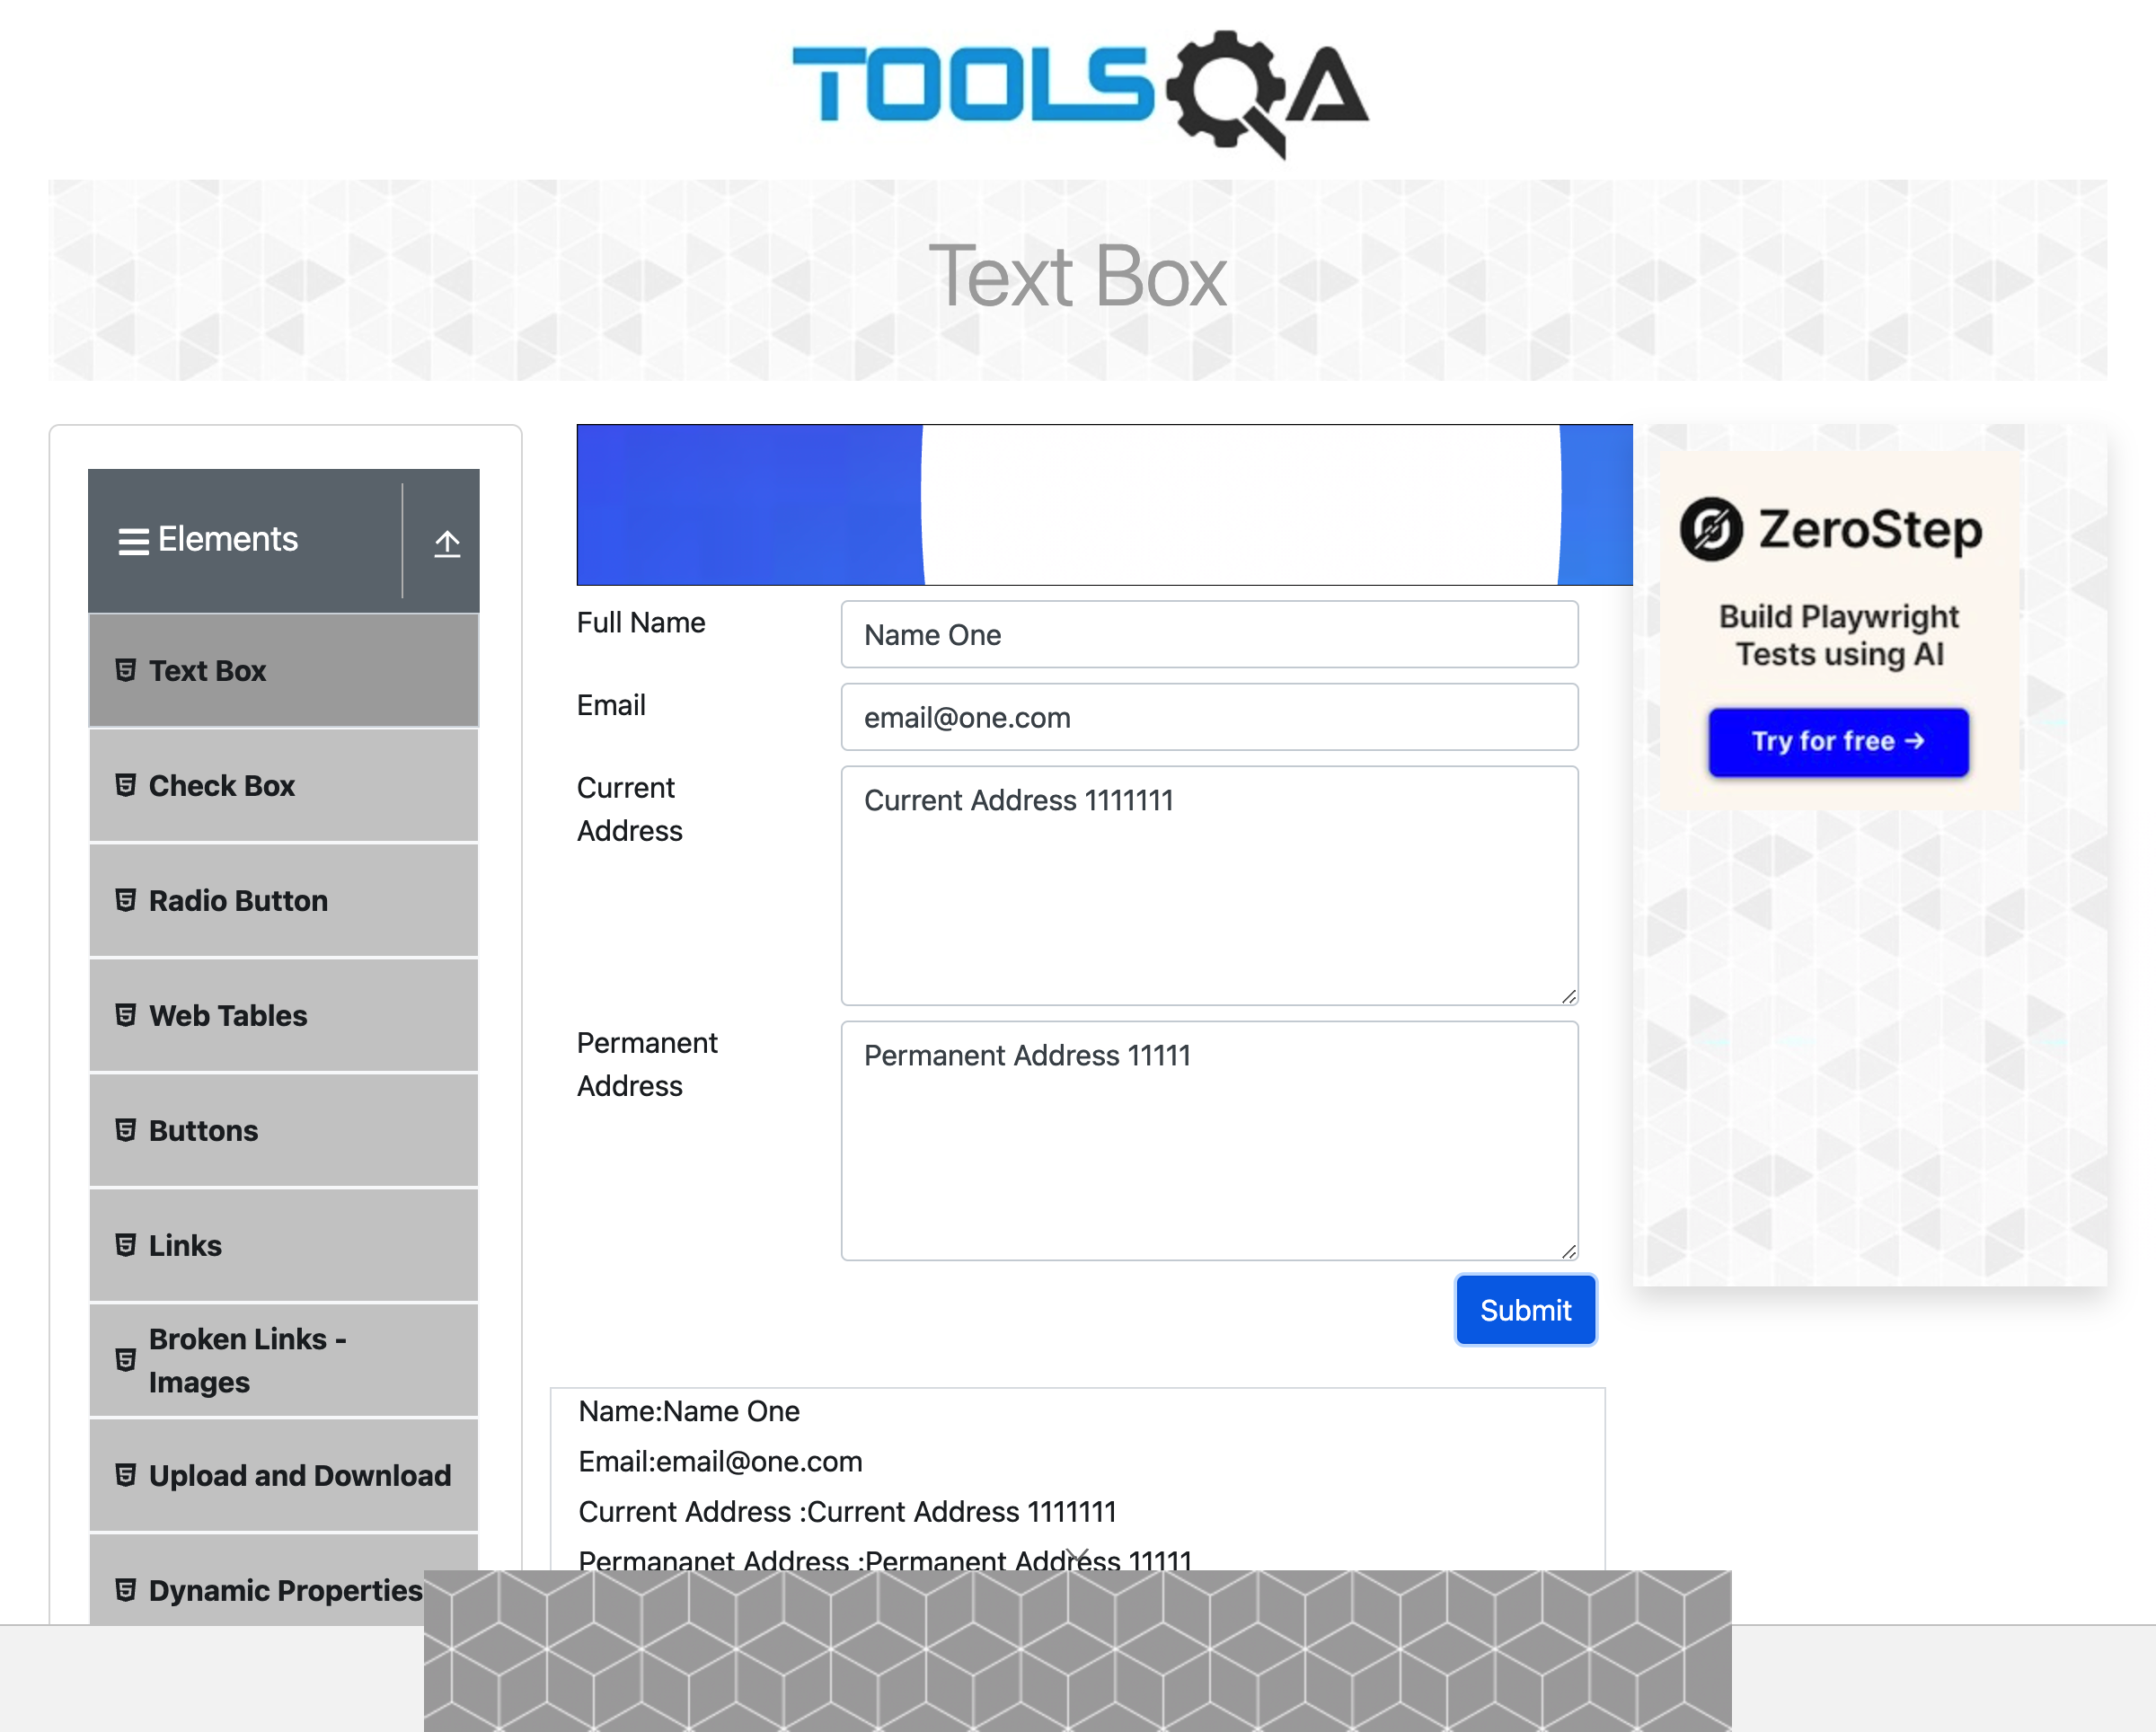 TOOLSQA
Text Box
Elements
Text Box
Check Box
Radio Button
Web Tables
Buttons
Links
Broken Links -
Images
Upload and Download
Dynamic Properties
Full Name
Name One
Email
email@one.com
Current
Address
Current Address 1111111
Permanent
Address
Permanent Address 11111
Submit
Name:Name One
Email:email@one.com
Current Address :Current Address 1111111
Permananet Address :Permanent Address 11111
ZeroStep
Build Playwright
Tests using AI
Try for free →